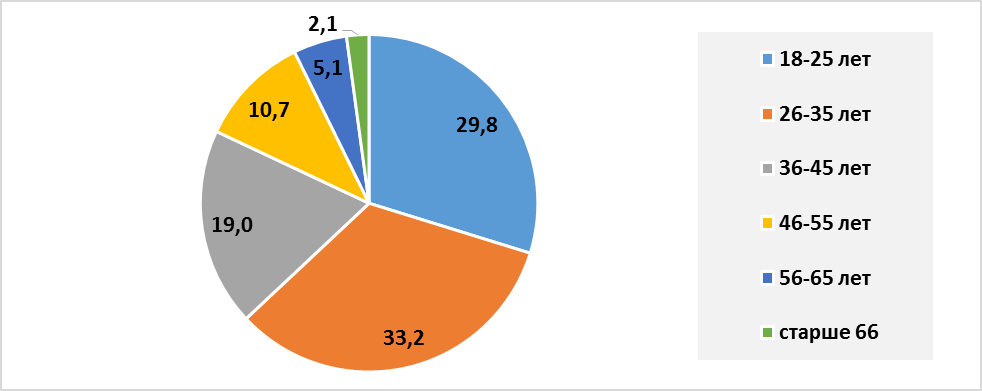 2,1
5,1
10,7
29,8
19,0
33,2
18-25 лет
26-35 лет
36-45 лет
46-55 лет
56-65 лет
старше 66